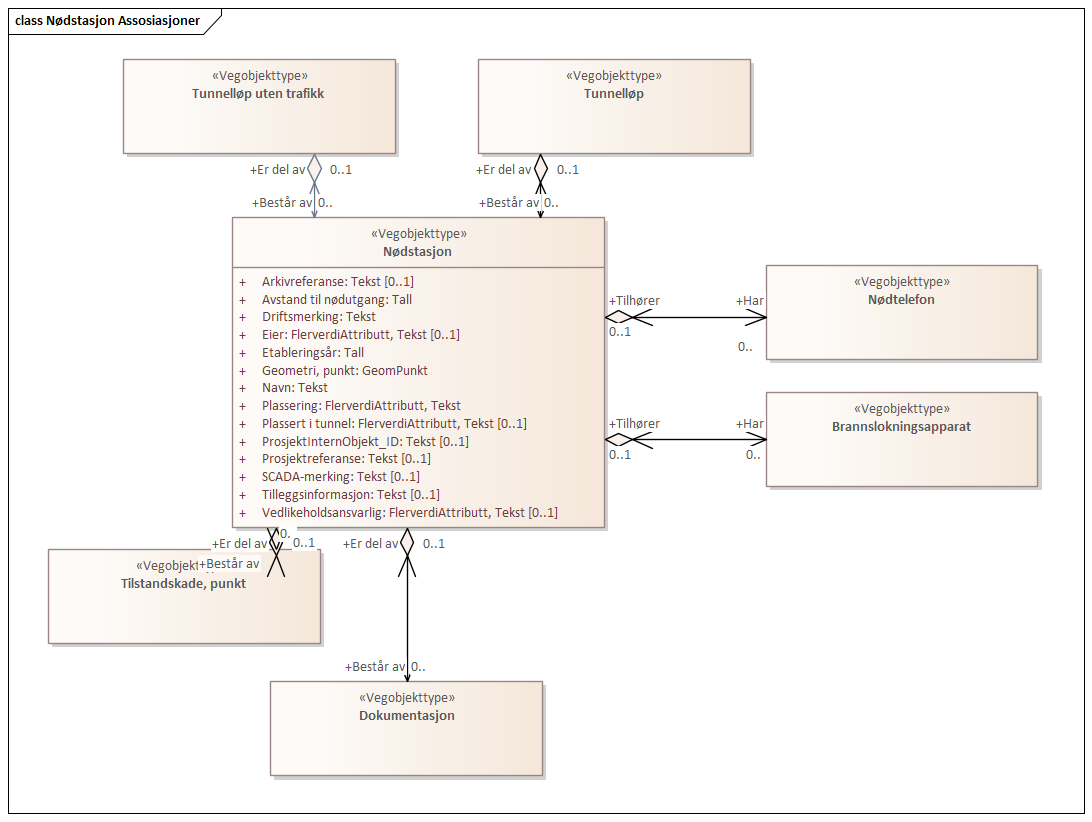 class Nødstasjon Assosiasjoner
«Vegobjekttype»
Tunnelløp uten trafikk
«Vegobjekttype»
Tunnelløp
+Er del av 0..1
+Består av 0..
+Er del av 0..1
+Består av 0..
«Vegobjekttype»
Nødstasjon
+ Arkivreferanse: Tekst [0..1]
+ Avstand til nødutgang: Tall
+ Driftsmerking: Tekst
+ Eier: FlerverdiAttributt, Tekst [0..1]
+ Etableringsår: Tall
+ Geometri, punkt: GeomPunkt
+ Navn: Tekst
+ Plassering: FlerverdiAttributt, Tekst
+ Plassert i tunnel: FlerverdiAttributt, Tekst [0..1]
+ ProsjektInternObjekt_ID: Tekst [0..1]
+ Prosjektreferanse: Tekst [0..1]
+ SCADA-merking: Tekst [0..1]
+ Tilleggsinformasjon: Tekst [0..1]
+ Vedlikeholdsansvarlig: FlerverdiAttributt, Tekst [0..1]
+Tilhører +Har
0..1 0..
«Vegobjekttype»
Nødtelefon
+Tilhører +Har
0..1 0..
«Vegobjekttype»
Brannslokningsapparat
0..
+Er del av 0..1
+Består av
«Vegobjekt
Tilstandskade, punkt
+Er del av 0..1
+Består av 0..
«Vegobjekttype»
Dokumentasjon